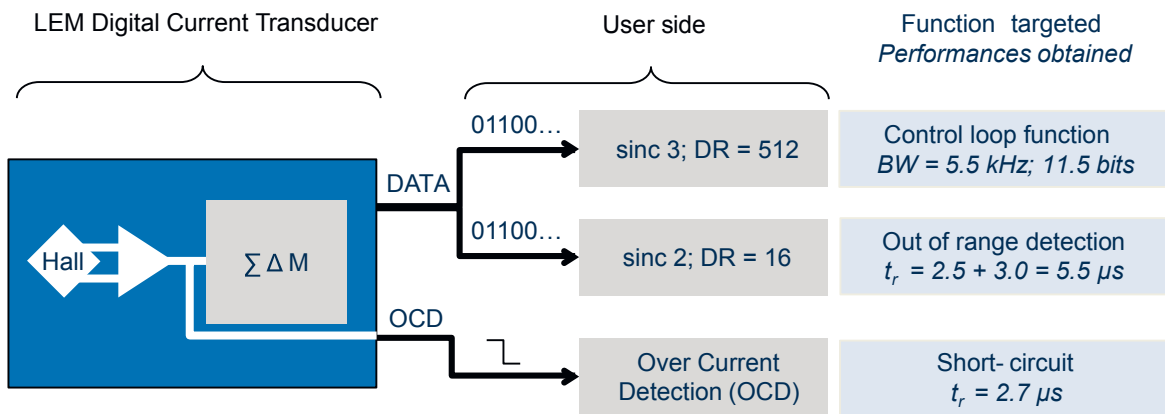 LEM Digital Current Transducer
User side
Function targeted
Performances obtained
Hall
∑ Δ M
DATA
OCD
01100…
sinc 3; DR = 512
Control loop function
BW = 5.5 kHz; 11.5 bits
01100…
sinc 2; DR = 16
Out of range detection
tr = 2.5 + 3.0 = 5.5 µs
Over Current
Detection (OCD)
Short- circuit
tr = 2.7 µs